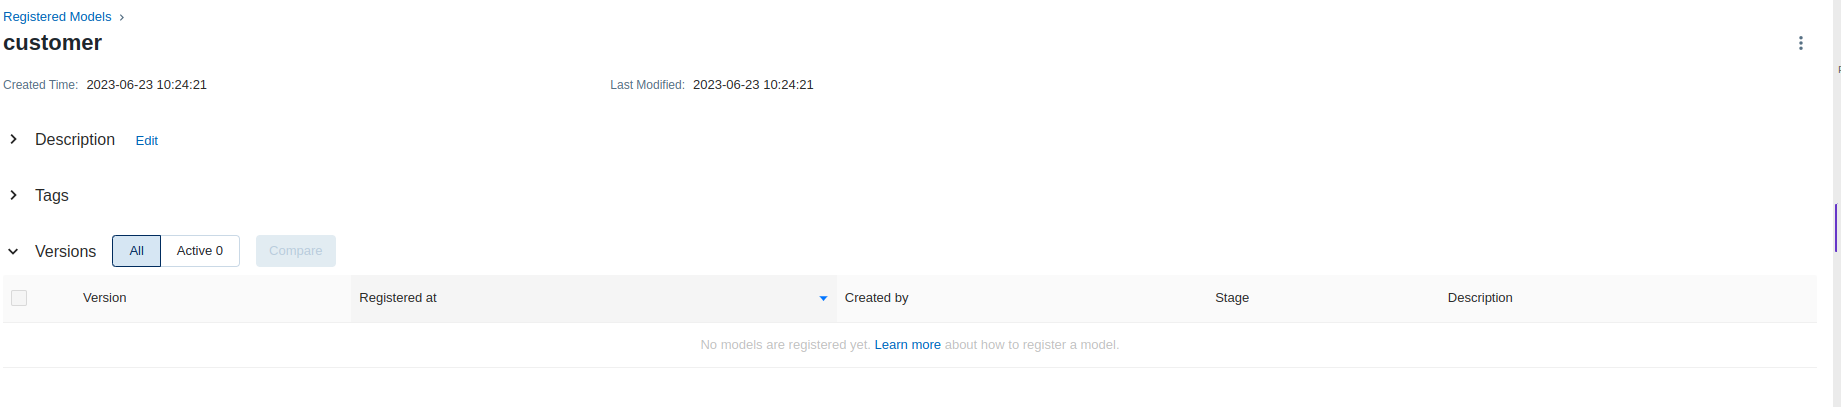 Registered Models
customer
Created Time: 2023-06-23 10:24:21 Last Modified: 2023-06-23 10:24:21
Description Edit
Tags
Versions All Active 0 Compare
Version Registered at Created by Stage Description
No models are registered yet. Learn more about how to register a model.